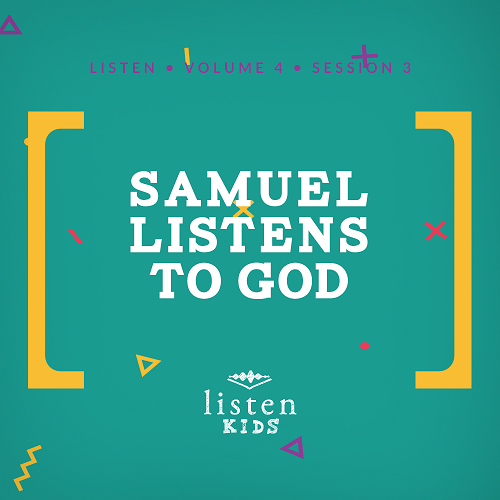 LISTEN • VOLUME 4 • SESSION 3
SAMUEL
LISTENS
TO GOD
listen
KIDS